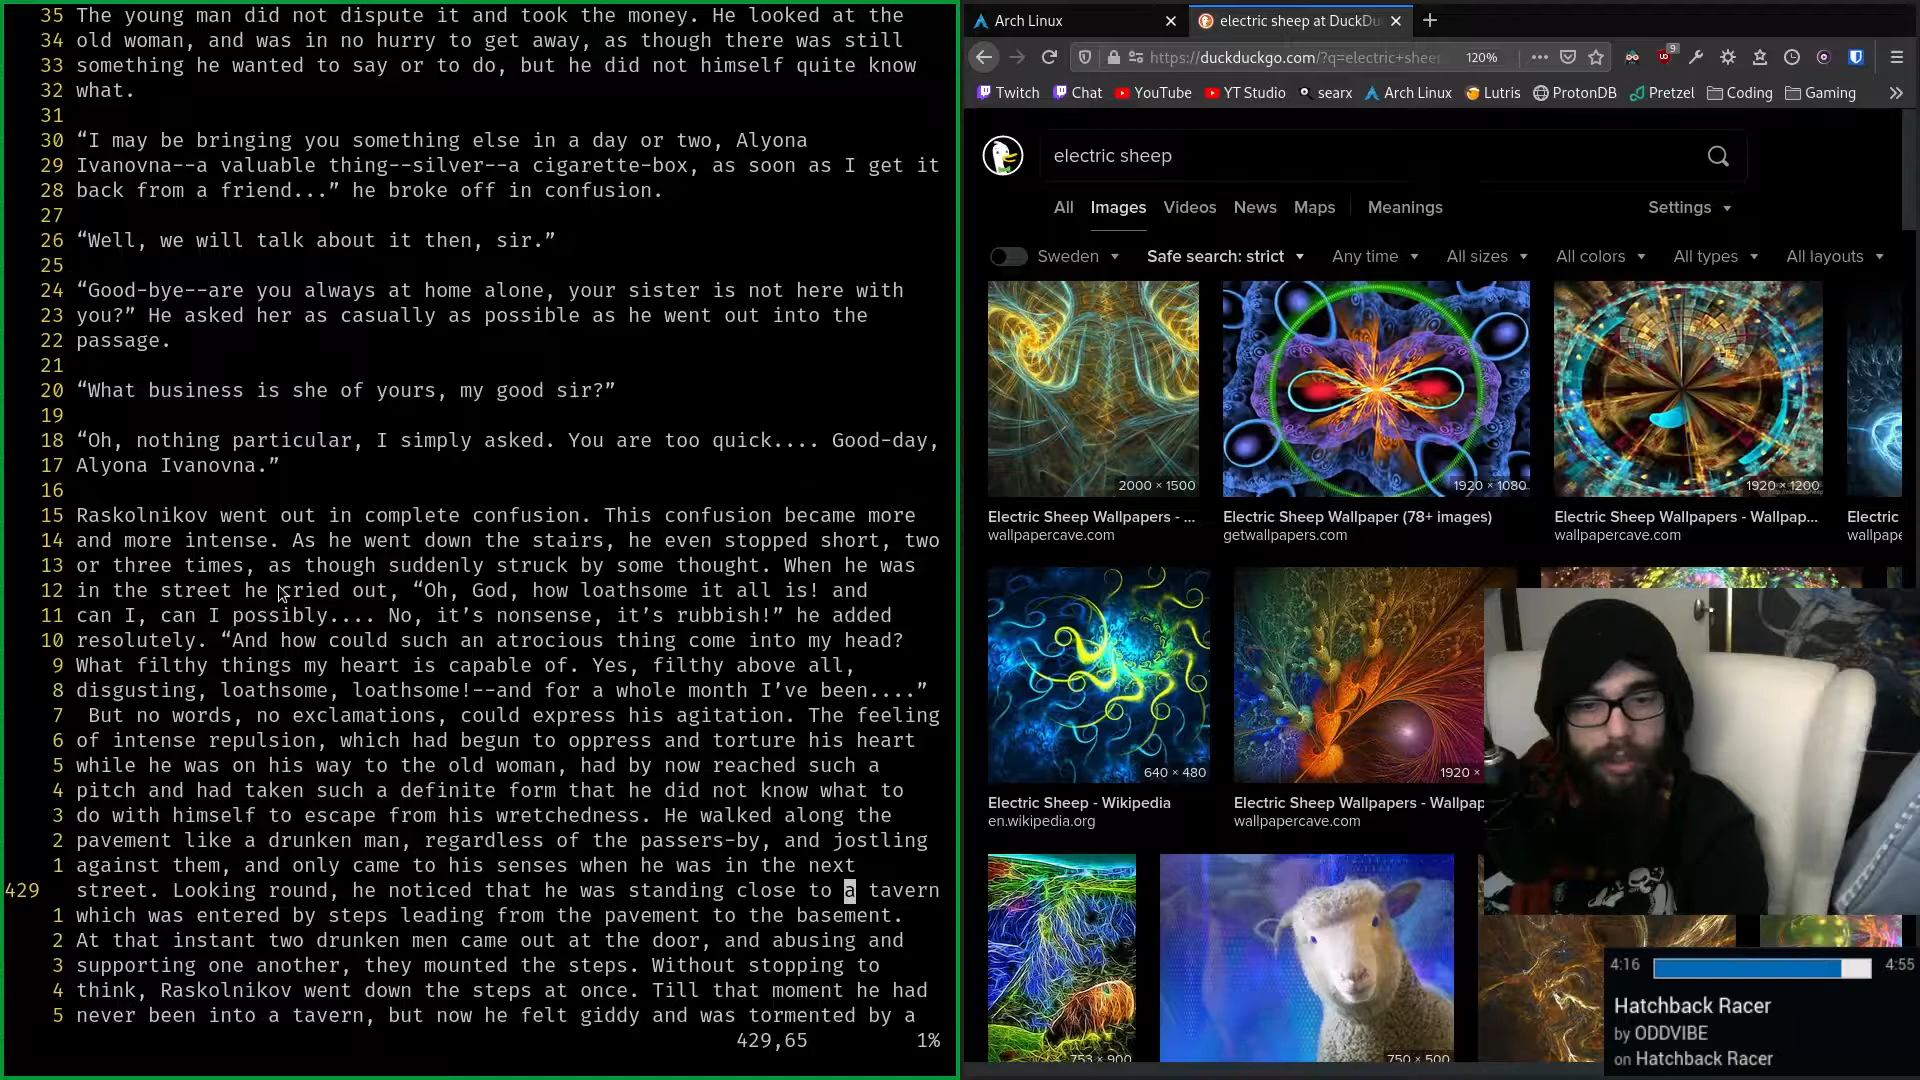 35 The young man did not dispute it and took the money. He looked at the
34 old woman, and was in no hurry to get away, as though there was still
33 something he wanted to say or to do, but he did not himself quite know
32 what.
31
30 “I may be bringing you something else in a day or two, Alyona
29 Ivanovna--a valuable thing--silver--a cigarette-box, as soon as I get it
28 back from a friend...” he broke off in confusion.
27
26 “Well, we will talk about it then, sir.”
25
24 “Good-bye--are you always at home alone, your sister is not here with
23 you?” He asked her as casually as possible as he went out into the
22 passage.
21
20 “What business is she of yours, my good sir?”
19
18 “Oh, nothing particular, I simply asked. You are too quick.... Good-day,
17 Alyona Ivanovna.”
16
15 Raskolnikov went out in complete confusion. This confusion became more
14 and more intense. As he went down the stairs, he even stopped short, two
13 or three times, as though suddenly struck by some thought. When he was
12 in the street he cried out, “Oh, God, how loathsome it all is! and
11 can I, can I possibly.... No, it’s nonsense, it’s rubbish!” he added
10 resolutely. “And how could such an atrocious thing come into my head?
9 What filthy things my heart is capable of. Yes, filthy above all,
8 disgusting, loathsome, loathsome!--and for a whole month I’ve been....”
7 But no words, no exclamations, could express his agitation. The feeling
6 of intense repulsion, which had begun to oppress and torture his heart
5 while he was on his way to the old woman, had by now reached such a
4 pitch and had taken such a definite form that he did not know what to
3 do with himself to escape from his wretchedness. He walked along the
2 pavement like a drunken man, regardless of the passers-by, and jostling
1 against them, and only came to his senses when he was in the next
429 street. Looking round, he noticed that he was standing close to a tavern
1 which was entered by steps leading from the pavement to the basement.
2 At that instant two drunken men came out at the door, and abusing and
3 supporting one another, they mounted the steps. Without stopping to
4 think, Raskolnikov went down the steps at once. Till that moment he had
5 never been into a tavern, but now he felt giddy and was tormented by a
429,65 1%
Arch Linux
electric sheep at DuckDu
https://duckduckgo.com/?q=electric+shee 120%
9
Twitch Chat YouTube YT Studio searx Arch Linux Lutris ProtonDB Pretzel Coding Gaming
electric sheep
All Images Videos News Maps Meanings Settings
Sweden Safe search: strict Any time All sizes All colors All types All layouts
2000 × 1500 1920 × 1080 1920 × 1200
Electric Sheep Wallpapers - ... Electric Sheep Wallpaper (78+ images) Electric Sheep Wallpapers - Wallpap... Electric
wallpapercave.com getwallpapers.com wallpapercave.com wallpape
640 × 480 1920 ×
Electric Sheep - Wikipedia Electric Sheep Wallpapers - Wallpap
en.wikipedia.org wallpapercave.com
753 × 900 750 × 500
4:16 4:55
Hatchback Racer
by ODDVIBE
on Hatchback Racer